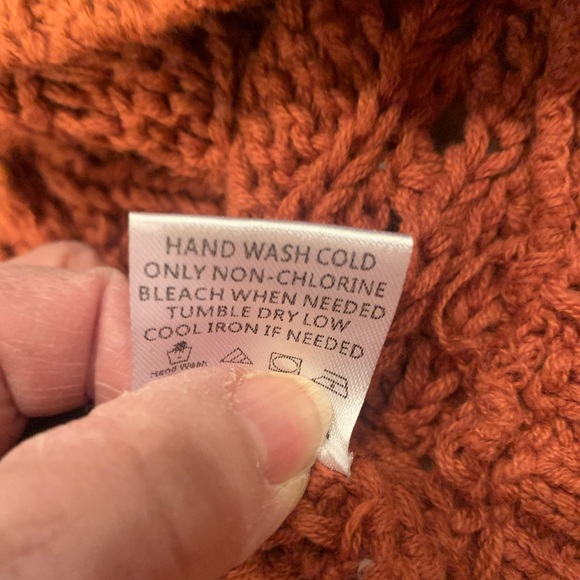 HAND WASH COLD
ONLY NON-CHLORINE
BLEACH WHEN NEEDED
TUMBLE DRY LOW
COOL IRON IF NEEDED
Hand Wash